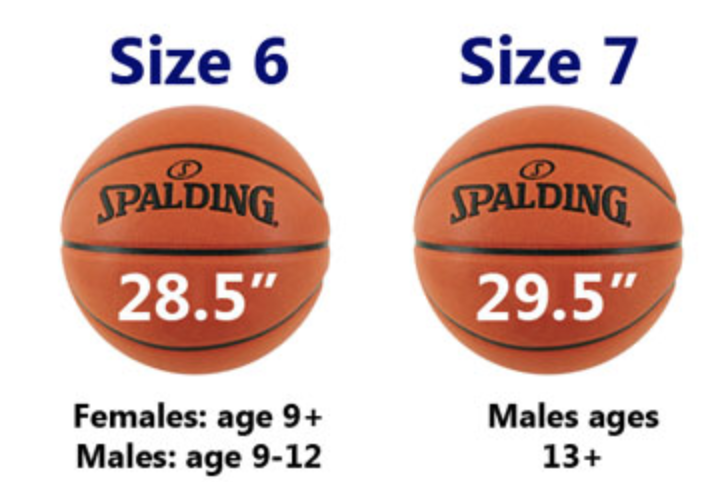 Size 6
Size 7
SPALDING
SPALDING
28.5”
29.5”
Females: age 9+
Males: age 9-12
Males ages
13+